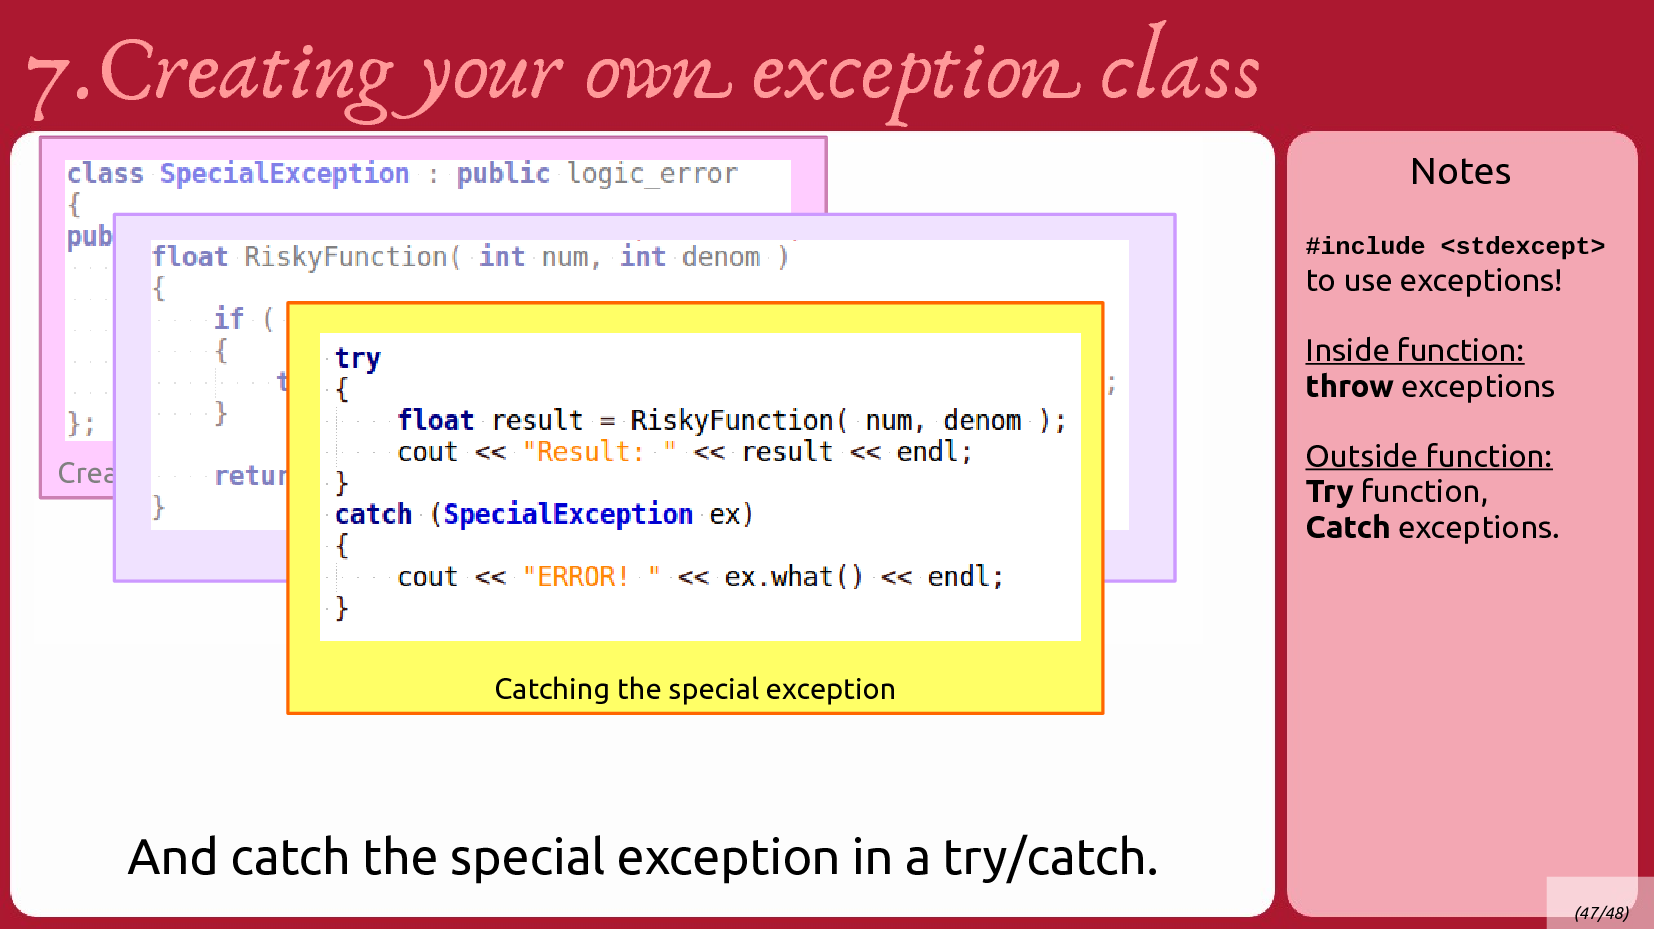 7.Creating your own exception class
class SpecialException : public logic_error
{
};
float RiskyFunction( int num, int denom )
{
if (
{
;
}
}
try
{
float result = RiskyFunction( num, denom );
cout << "Result: " << result << endl;
}
catch (SpecialException ex)
{
cout << "ERROR! " << ex.what() << endl;
}
Catching the special exception
And catch the special exception in a try/catch.
Notes
#include <stdexcept>
to use exceptions!
Inside function:
throw exceptions
Outside function:
Try function,
Catch exceptions.
(47/48)